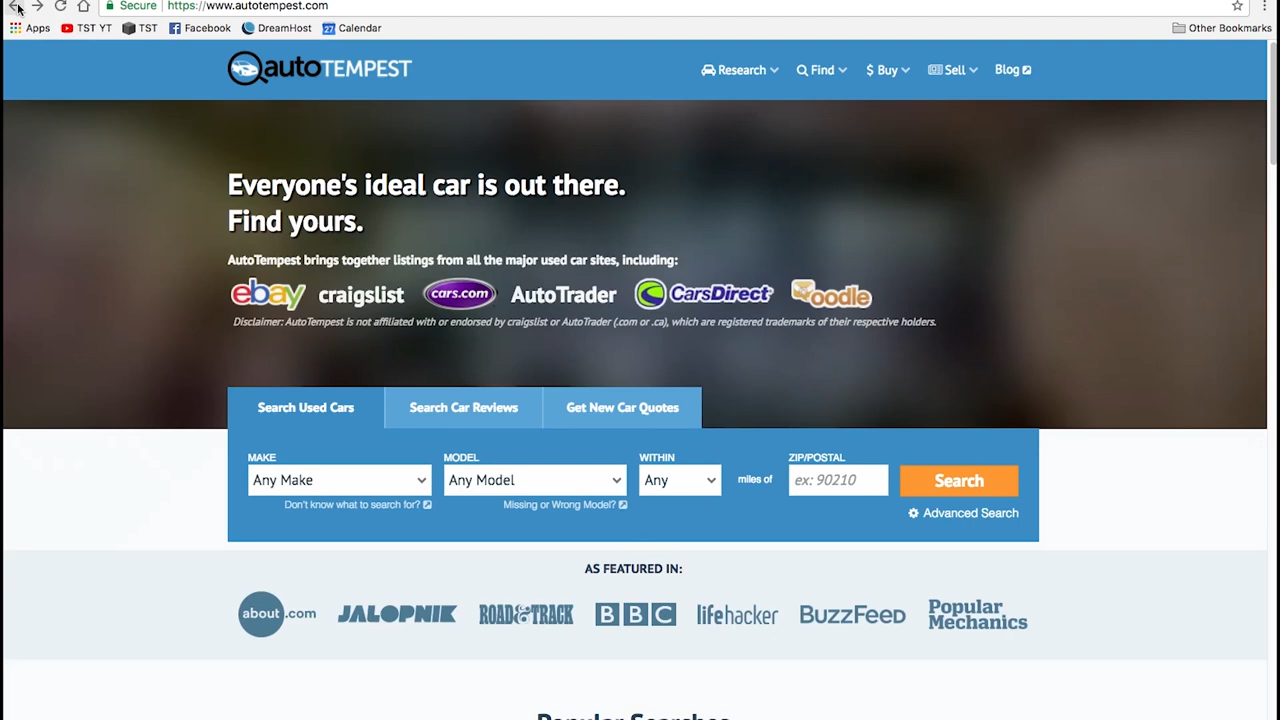 Secure https://www.autotempest.com
Apps TST YT TST Facebook DreamHost 27 Calendar Other Bookmarks
autoTEMPEST Research Find $ Buy Sell Blog
Everyone's ideal car is out there.
Find yours.
AutoTempest brings together listings from all the major used car sites, including:
ebay craigslist cars.com AutoTrader CarsDirect oodle
Disclaimer: AutoTempest is not affiliated with or endorsed by craigslist or AutoTrader (.com or .ca), which are registered trademarks of their respective holders.
Search Used Cars Search Car Reviews Get New Car Quotes
MAKE MODEL WITHIN ZIP/POSTAL
Any Make Any Model Any miles of ex: 90210 Search
Don't know what to search for? Missing or Wrong Model? Advanced Search
AS FEATURED IN:
about.com JALOPNIK ROAD & TRACK BBC lifehacker BuzzFeed Popular Mechanics
Popular Searches